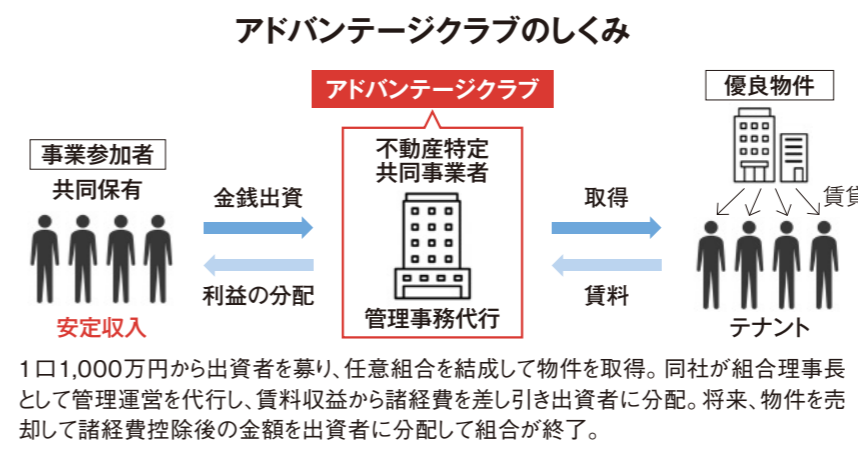 アドバンテージクラブのしくみ
アドバンテージクラブ
優良物件
事業参加者
共同保有
不動産特定
共同事業者
金銭出資
取得
賃貸
利益の分配
賃料
安定収入
管理事務代行
テナント
1口1,000万円から出資者を募り、任意組合を結成して物件を取得。同社が組合理事長
として管理運営を代行し、賃料収益から諸経費を差し引き出資者に分配。将来、物件を売
却して諸経費控除後の金額を出資者に分配して組合が終了。